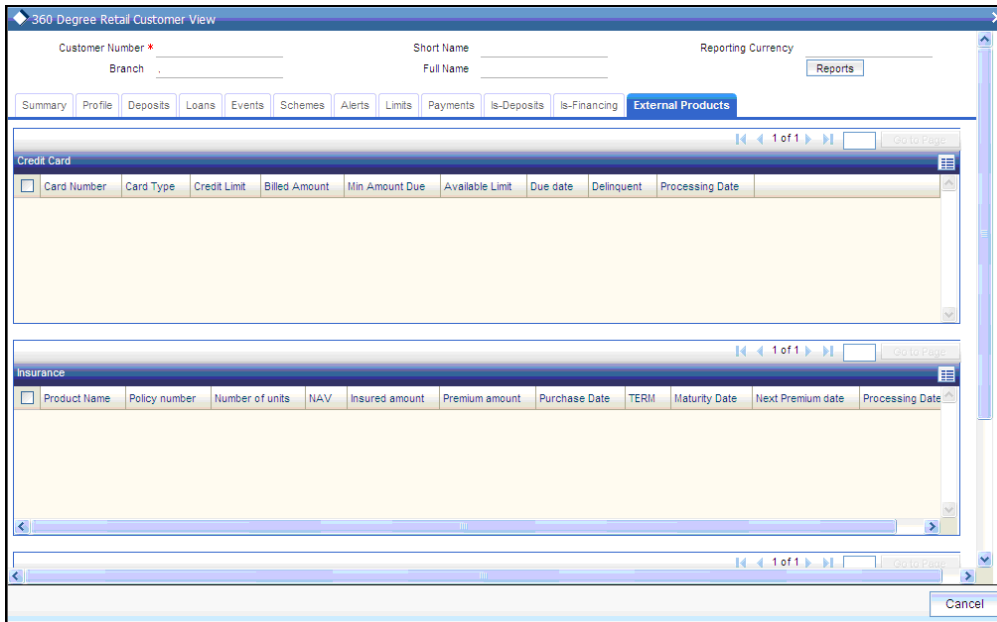 360 Degree Retail Customer View
Customer Number * Short Name Reporting Currency
Branch . Full Name Reports
Summary Profile Deposits Loans Events Schemes Alerts Limits Payments Is-Deposits Is-Financing External Products
1 of 1 Go to Page
Credit Card
Card Number Card Type Credit Limit Billed Amount Min Amount Due Available Limit Due date Delinquent Processing Date
1 of 1 Go to Page
Insurance
Product Name Policy number Number of units NAV Insured amount Premium amount Purchase Date TERM Maturity Date Next Premium date Processing Date
1 of 1 Go to Page
Cancel